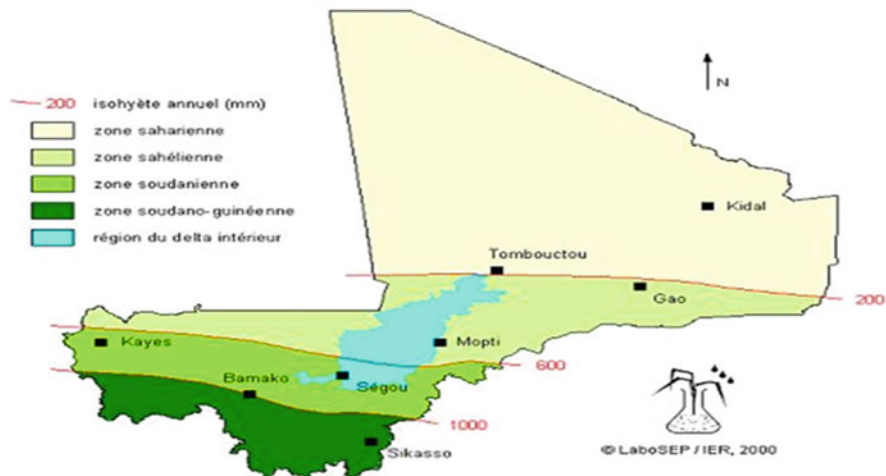 200 isohyète annuel (mm)
zone saharienne
zone sahélienne
zone soudanienne
zone soudano-guinéenne
région du delta intérieur
N
Kidal
Tombouctou
Gao
200
Kayes
Mopti
600
Bamako
Ségou
1000
Sikasso
© LaboSEP / IER, 2000